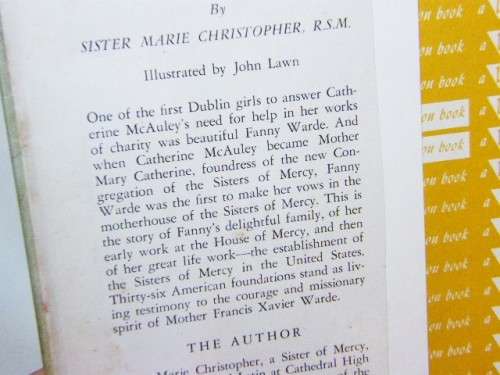 By
SISTER MARIE CHRISTOPHER, R.S.M.
Illustrated by John Lawn
One of the first Dublin girls to answer Cath-
erine McAuley's need for help in her works
of charity was beautiful Fanny Warde. And
when Catherine McAuley became Mother
Mary Catherine, foundress of the new Con-
gregation of the Sisters of Mercy, Fanny
Warde was the first to make her vows in the
motherhouse of the Sisters of Mercy. This is
the story of Fanny's delightful family, of her
early work at the House of Mercy, and then
of her great life work—the establishment of
the Sisters of Mercy in the United States.
Thirty-six American foundations stand as liv-
ing testimony to the courage and missionary
spirit of Mother Francis Xavier Warde.
THE AUTHOR
Marie Christopher, a Sister of Mercy,
at Cathedral High
of the
on book a
on book a
on book a
on book a
on book a
on book a
on book a
on book a
on book a
on book a
on book a